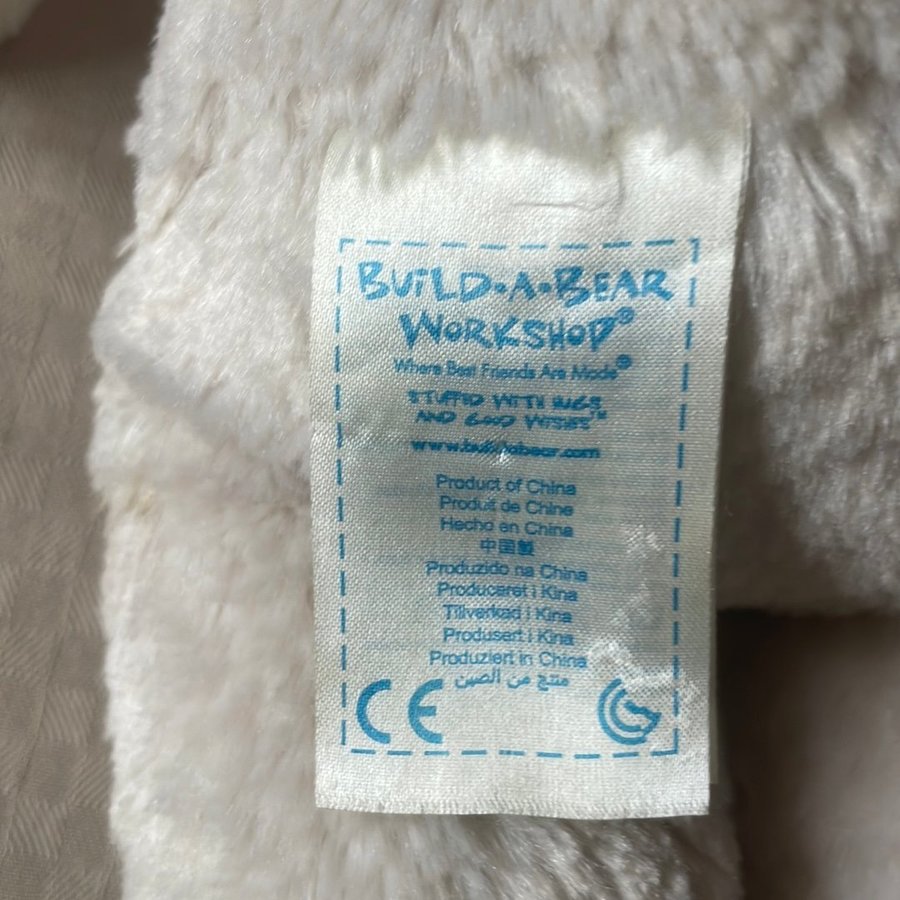 BUiLD•A•BEAR
WORKSHOP®
Where Best Friends Are Made®
STUFFED WITH HUGS
AND GOOD WISHES™
www.buildabear.com
Product of China
Produit de Chine
Hecho en China
中国製
Produzido na China
Produceret i Kina
Tillverkad i Kina
Produsert i Kina
Produziert in China
منتج من الصين
CE